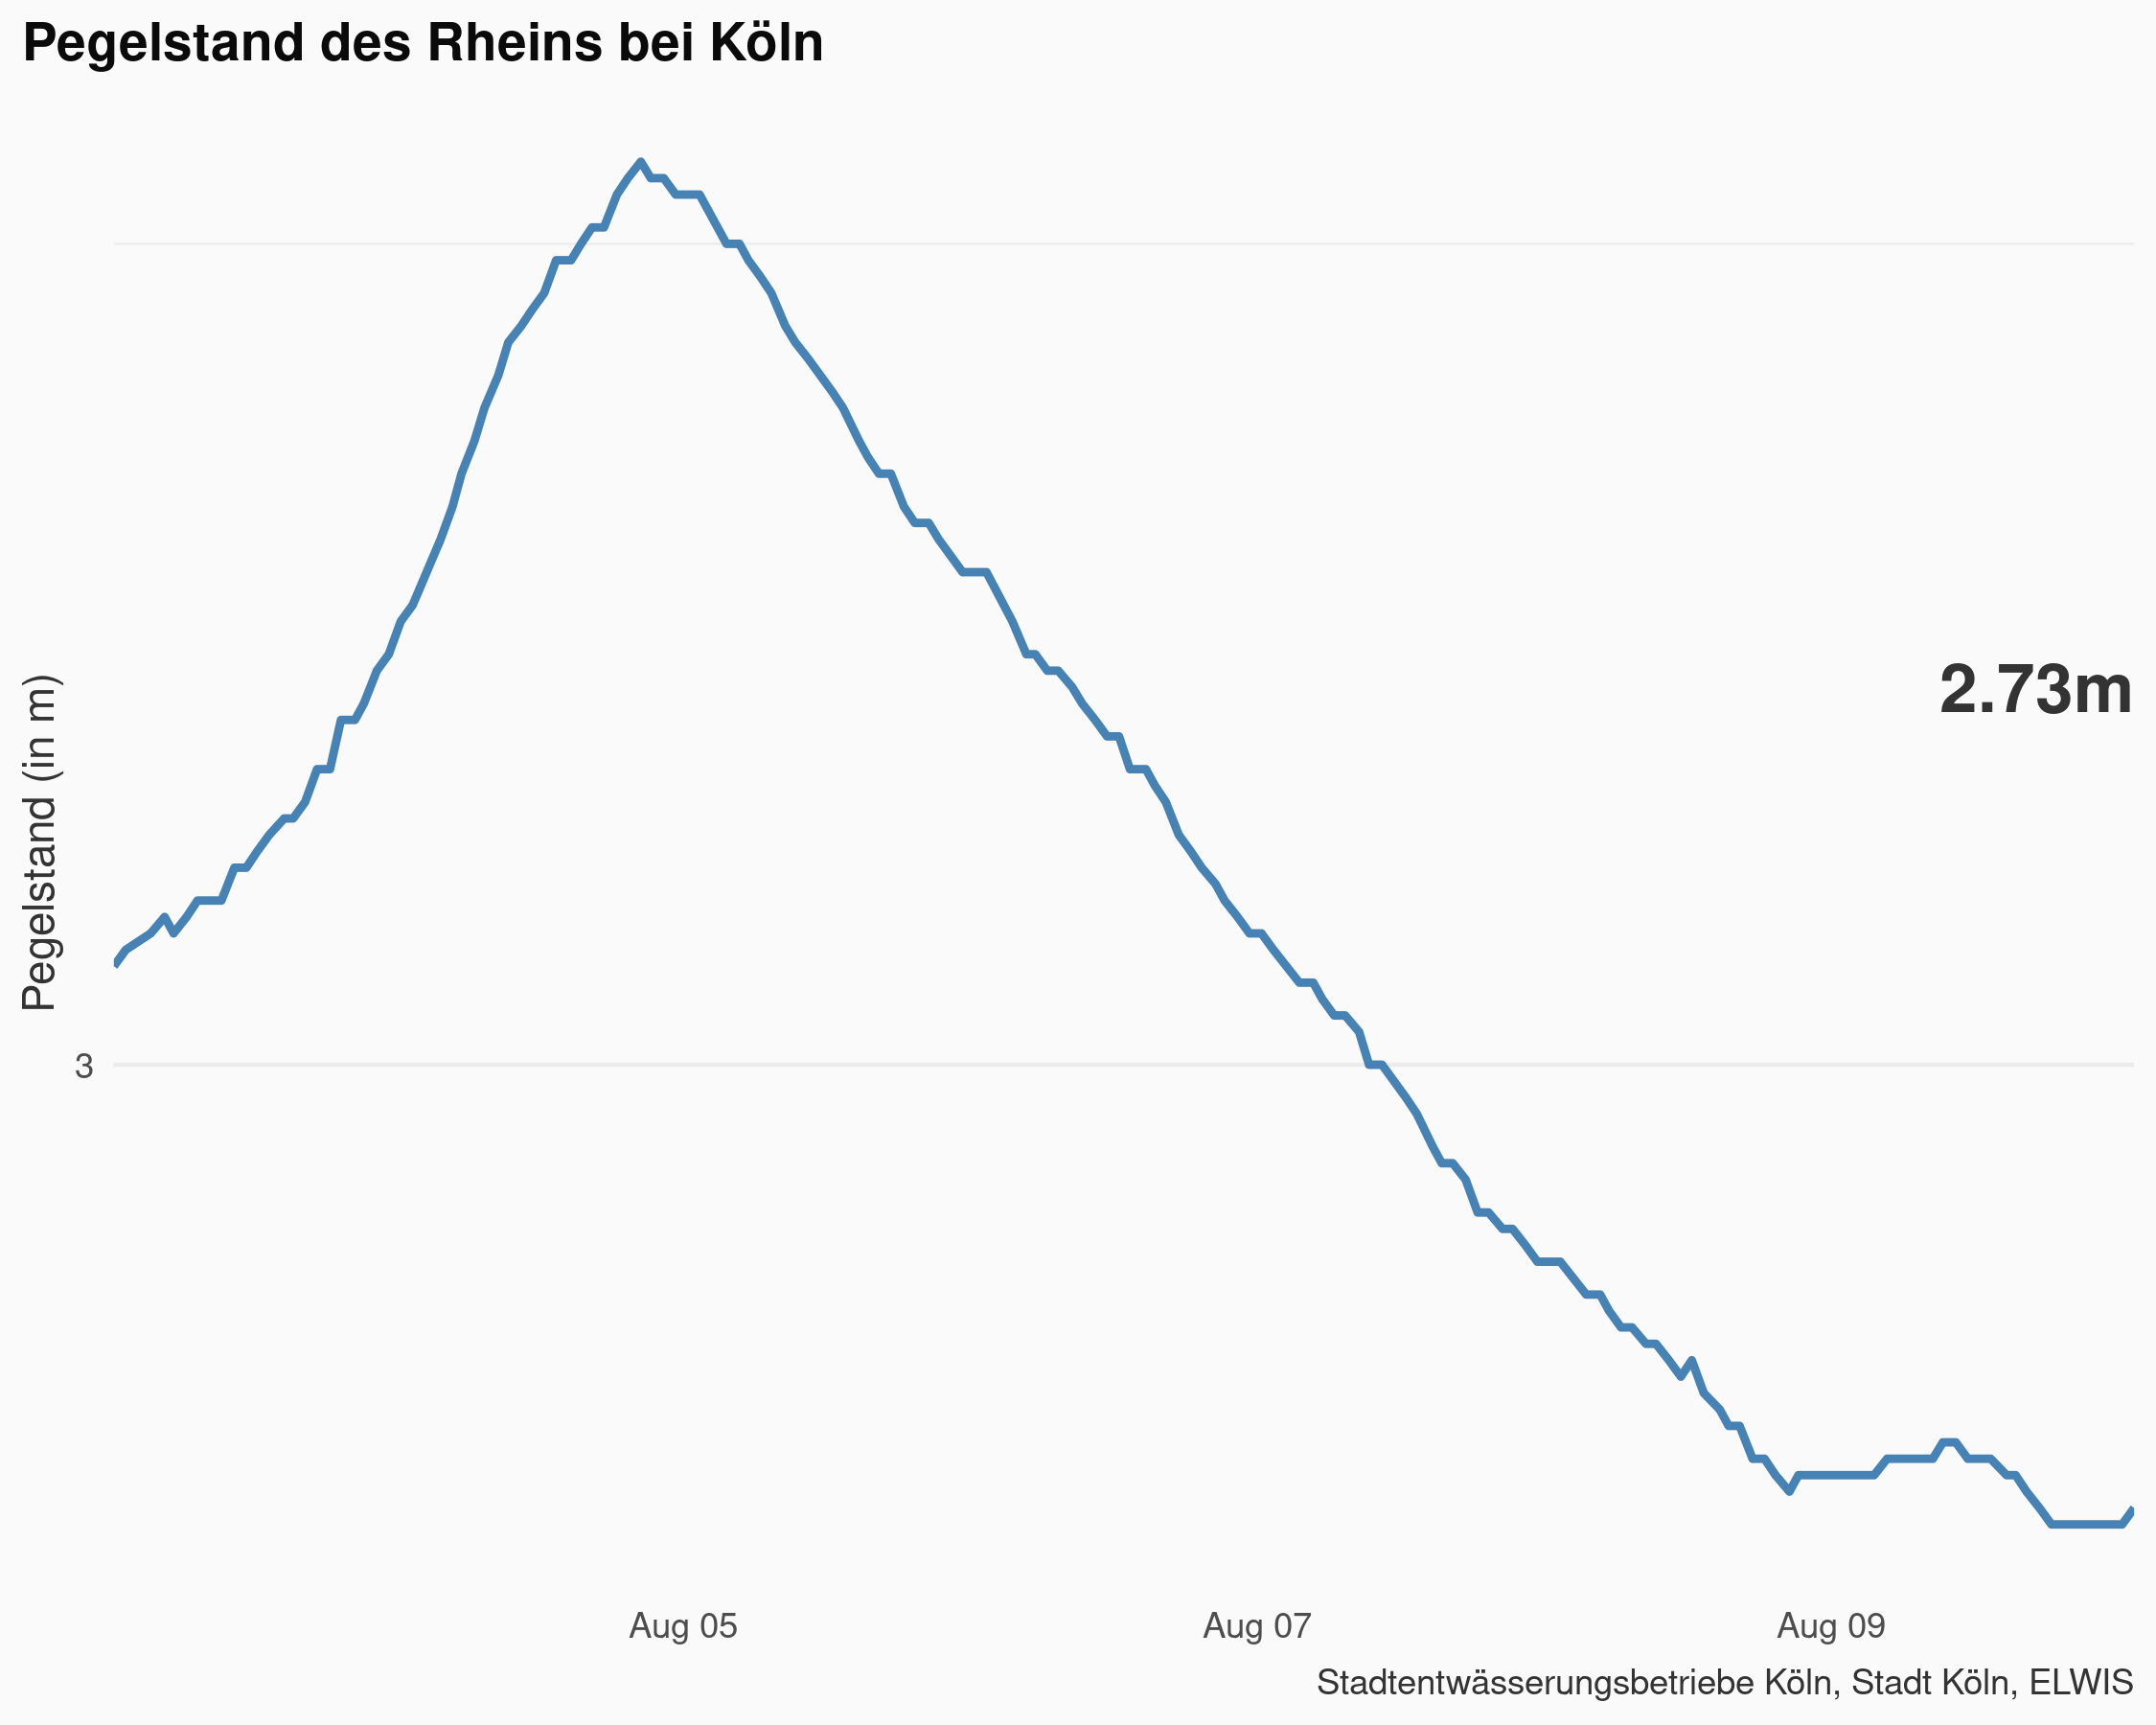 Pegelstand des Rheins bei Köln
Pegelstand (in m)
2.73m
3
Aug 05
Aug 07
Aug 09
Stadtentwässerungsbetriebe Köln, Stadt Köln, ELWIS